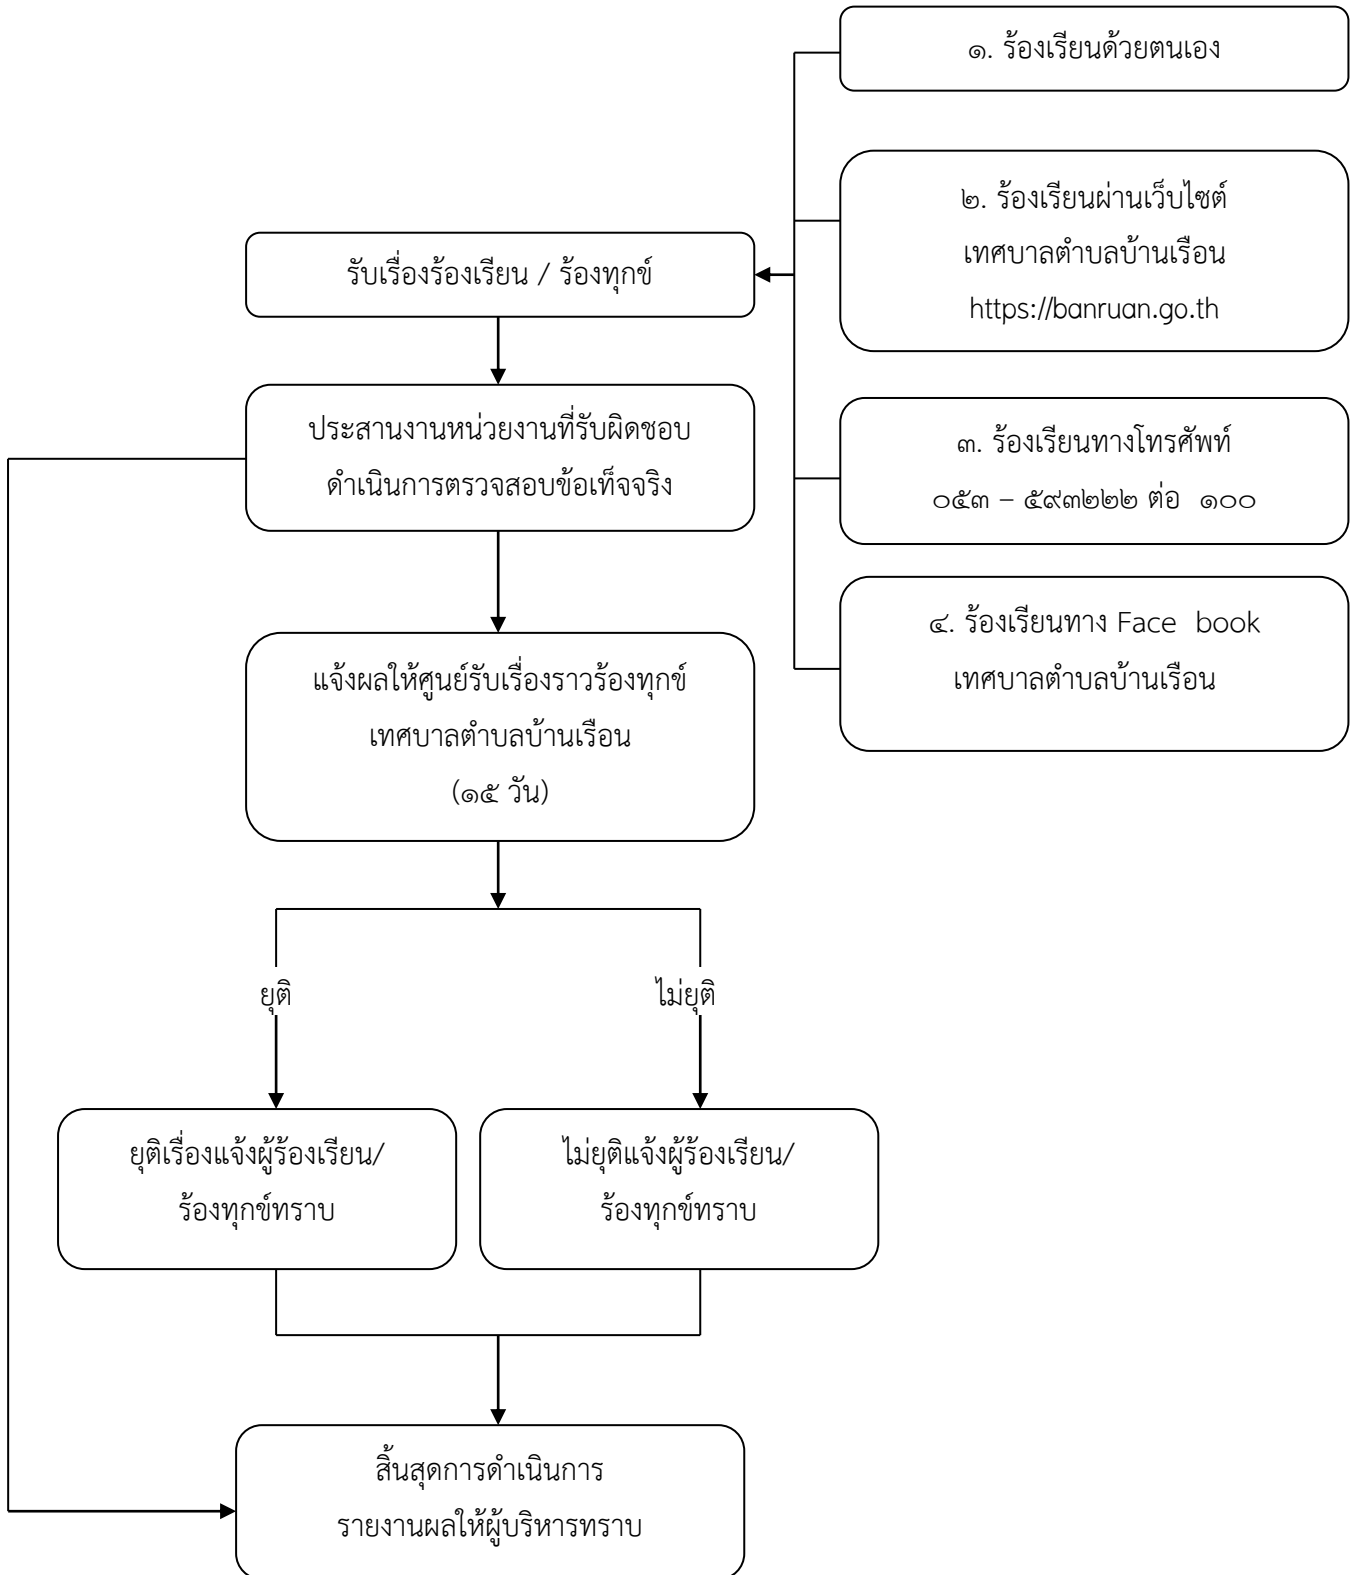 ๑. ร้องเรียนด้วยตนเอง
๒. ร้องเรียนผ่านเว็บไซต์
เทศบาลตำบลบ้านเรือน
https://banruan.go.th
๓. ร้องเรียนทางโทรศัพท์
๐๕๓ – ๕๙๓๒๒๒ ต่อ ๑๐๐
๔. ร้องเรียนทาง Face book
เทศบาลตำบลบ้านเรือน
รับเรื่องร้องเรียน / ร้องทุกข์
ประสานงานหน่วยงานที่รับผิดชอบ
ดำเนินการตรวจสอบข้อเท็จจริง
แจ้งผลให้ศูนย์รับเรื่องราวร้องทุกข์
เทศบาลตำบลบ้านเรือน
(๑๕ วัน)
ยุติ
ไม่ยุติ
ยุติเรื่องแจ้งผู้ร้องเรียน/
ร้องทุกข์ทราบ
ไม่ยุติแจ้งผู้ร้องเรียน/
ร้องทุกข์ทราบ
สิ้นสุดการดำเนินการ
รายงานผลให้ผู้บริหารทราบ